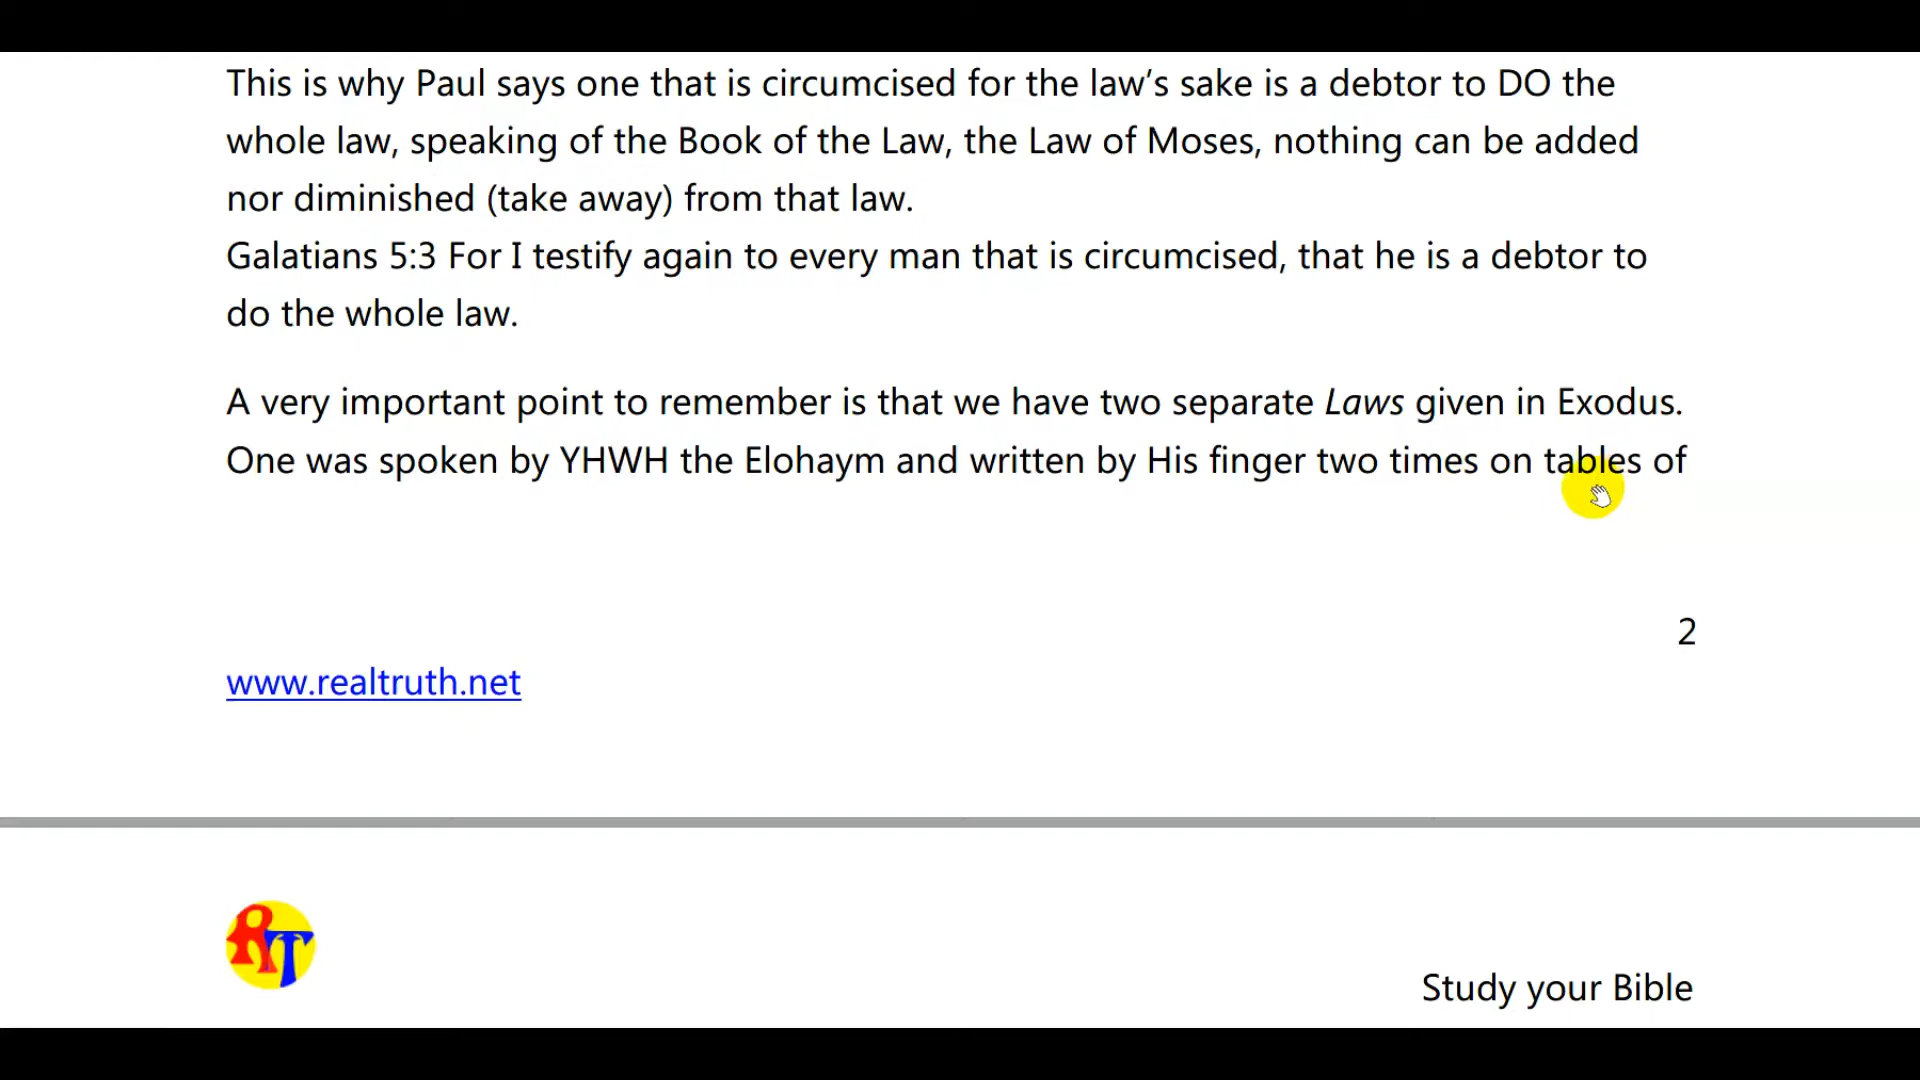 This is why Paul says one that is circumcised for the law’s sake is a debtor to DO the
whole law, speaking of the Book of the Law, the Law of Moses, nothing can be added
nor diminished (take away) from that law.
Galatians 5:3 For I testify again to every man that is circumcised, that he is a debtor to
do the whole law.
A very important point to remember is that we have two separate Laws given in Exodus.
One was spoken by YHWH the Elohaym and written by His finger two times on tables of
2
www.realtruth.net
RT
Study your Bible